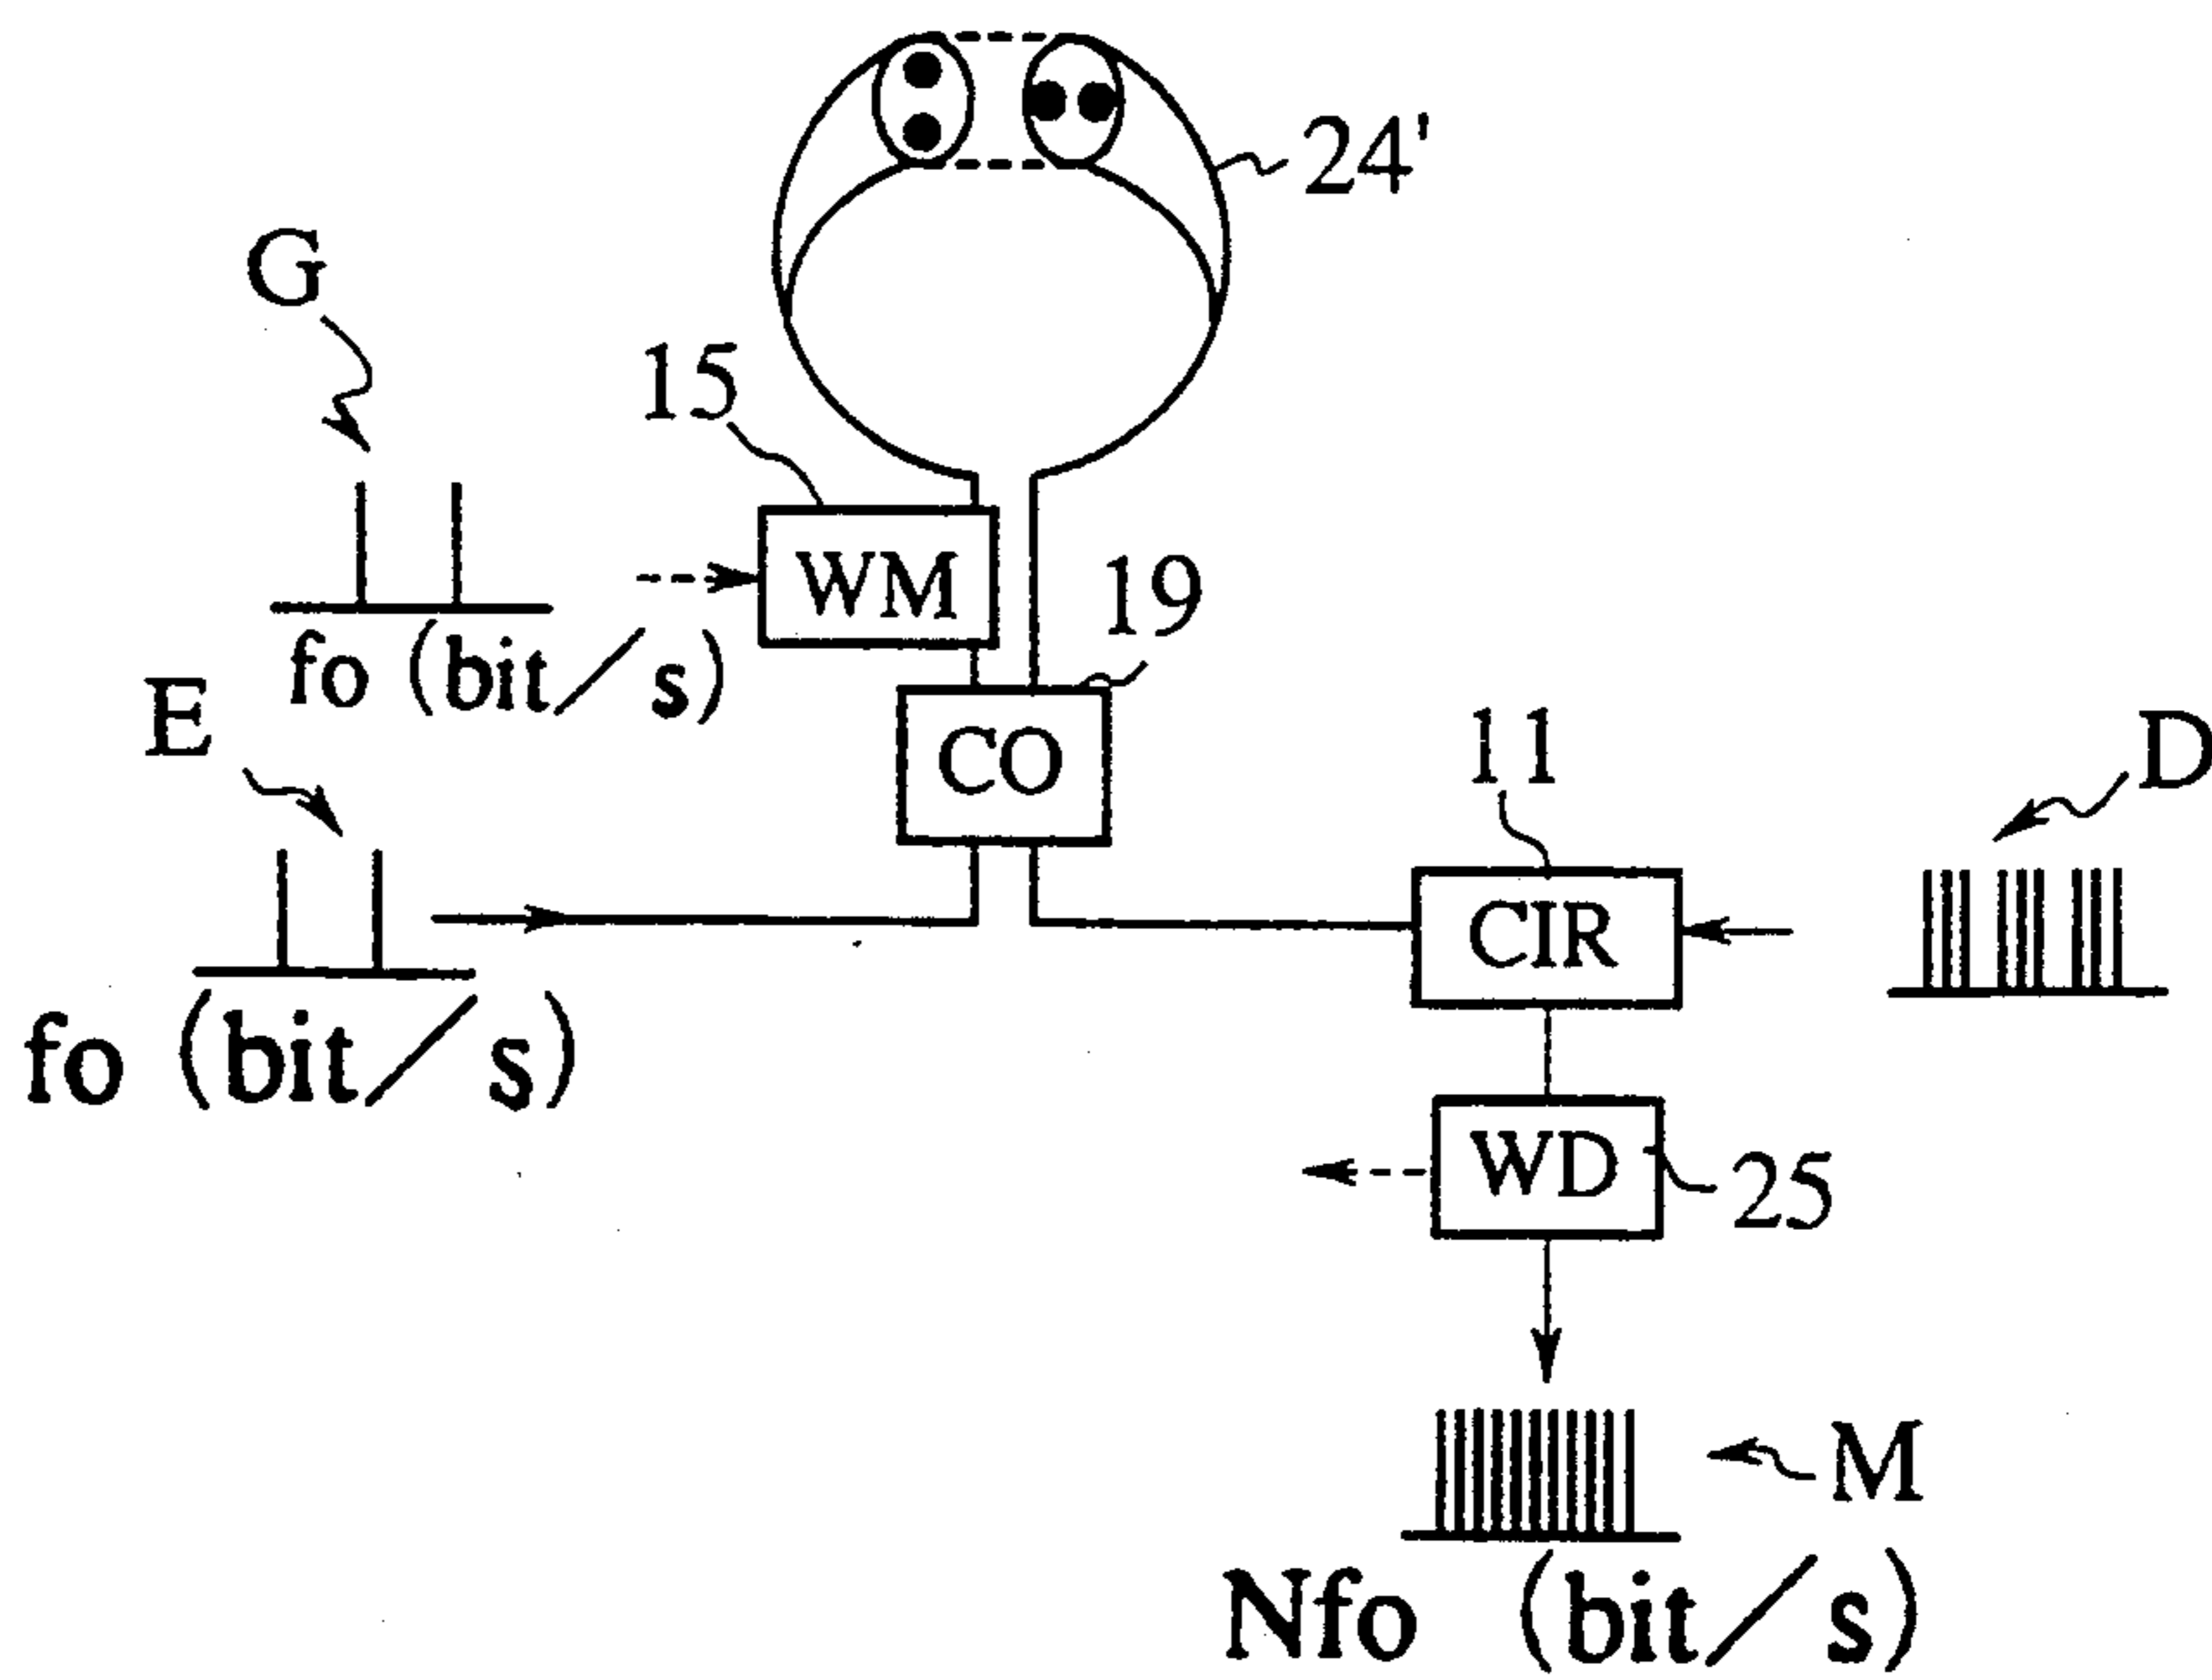 24'
G
15
WM
19
fo (bit/s)
E
CO
11
D
CIR
fo (bit/s)
WD
25
M
Nfo (bit/s)